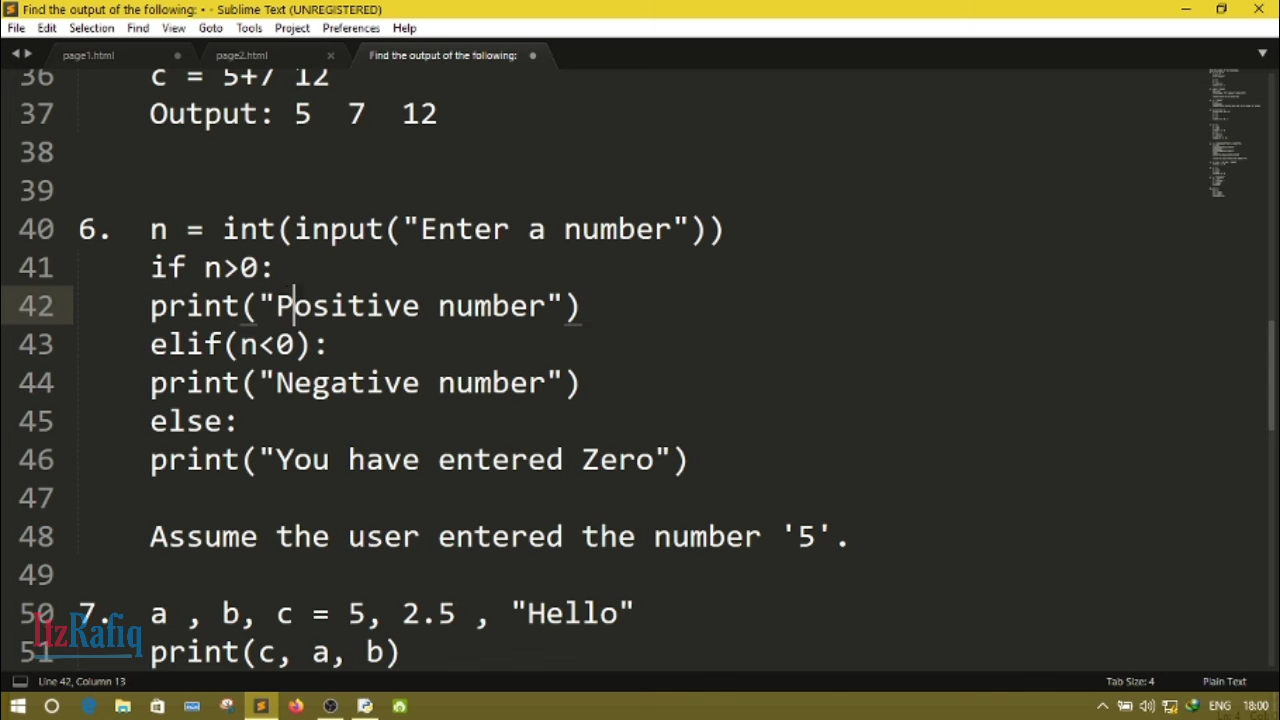 Find the output of the following: • - Sublime Text (UNREGISTERED)
File Edit Selection Find View Goto Tools Project Preferences Help
page1.html page2.html Find the output of the following:
36 c = 5+7 12
37 Output: 5 7 12
38
39
40 6. n = int(input("Enter a number"))
41 if n>0:
42 print("Positive number")
43 elif(n<0):
44 print("Negative number")
45 else:
46 print("You have entered Zero")
47
48 Assume the user entered the number '5'.
49
50 7. a , b, c = 5, 2.5 , "Hello"
ItzRafiq
51 print(c, a, b)
Line 42, Column 13 Tab Size: 4 Plain Text
ENG 18:00